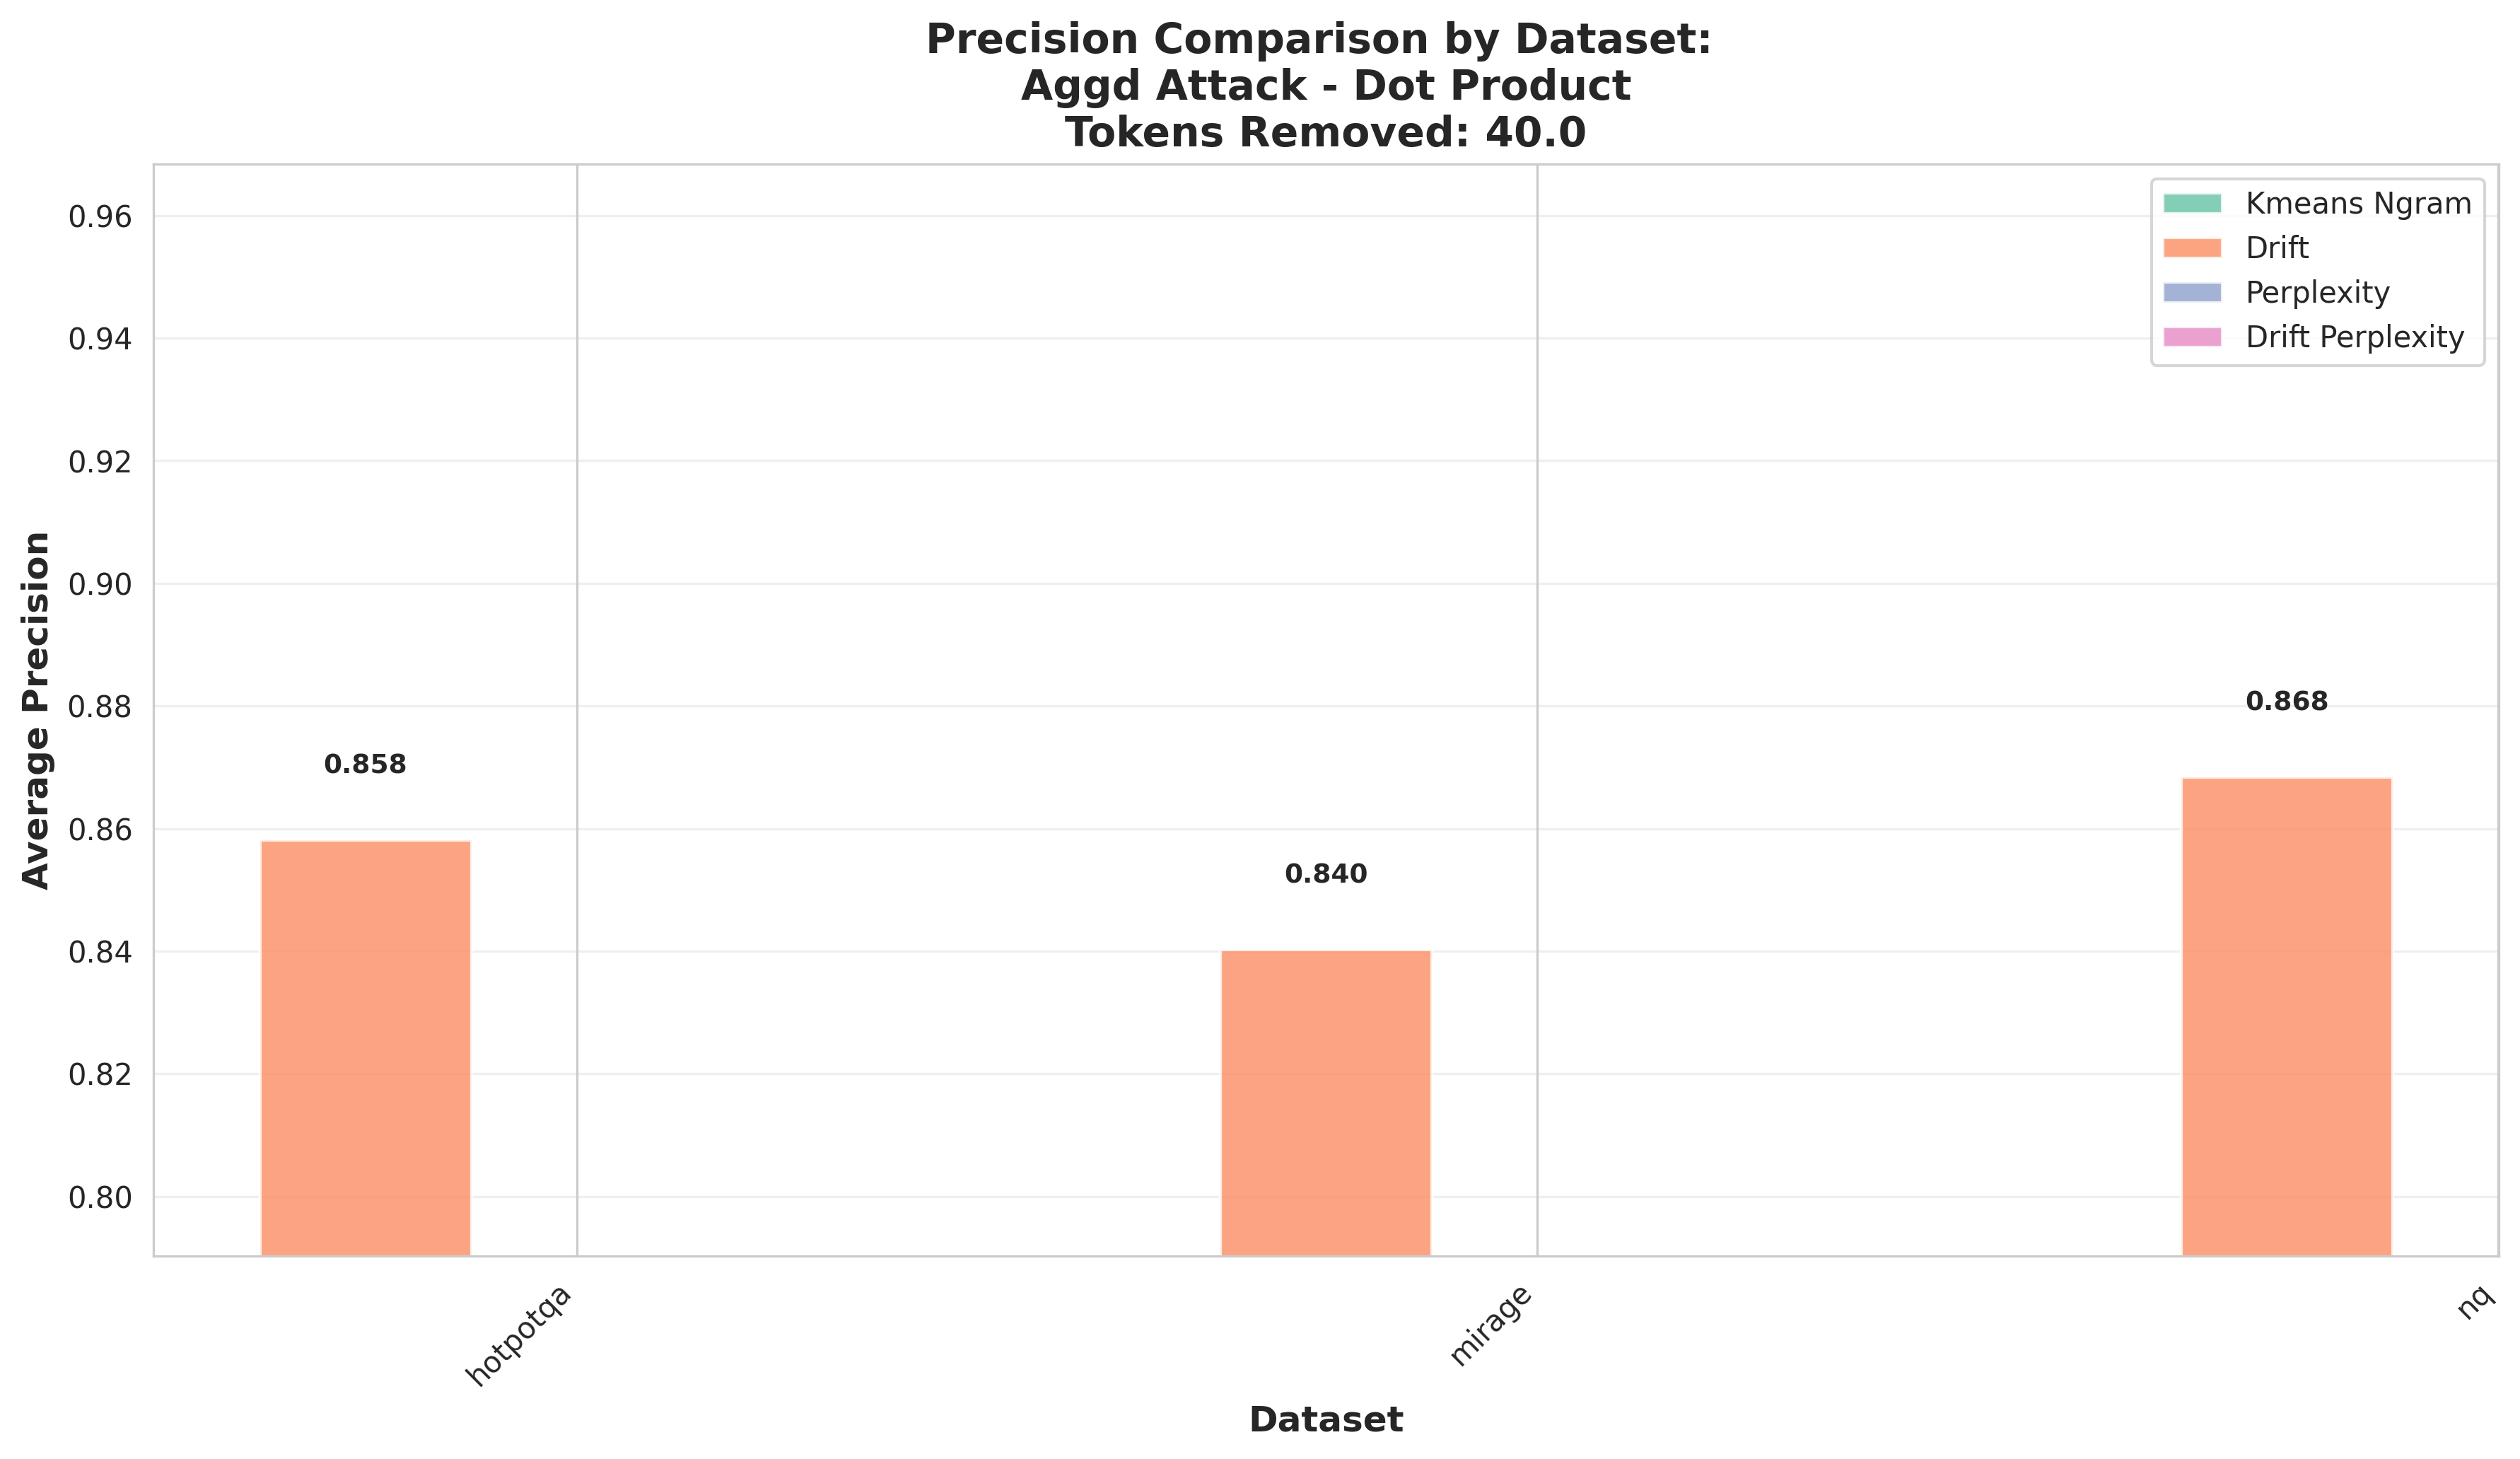 Precision Comparison by Dataset:
Aggd Attack - Dot Product
Tokens Removed: 40.0
Kmeans Ngram
Drift
Perplexity
Drift Perplexity
Average Precision
0.96
0.94
0.92
0.90
0.88
0.86
0.84
0.82
0.80
0.858
0.840
0.868
hotpotqa
mirage
nq
Dataset